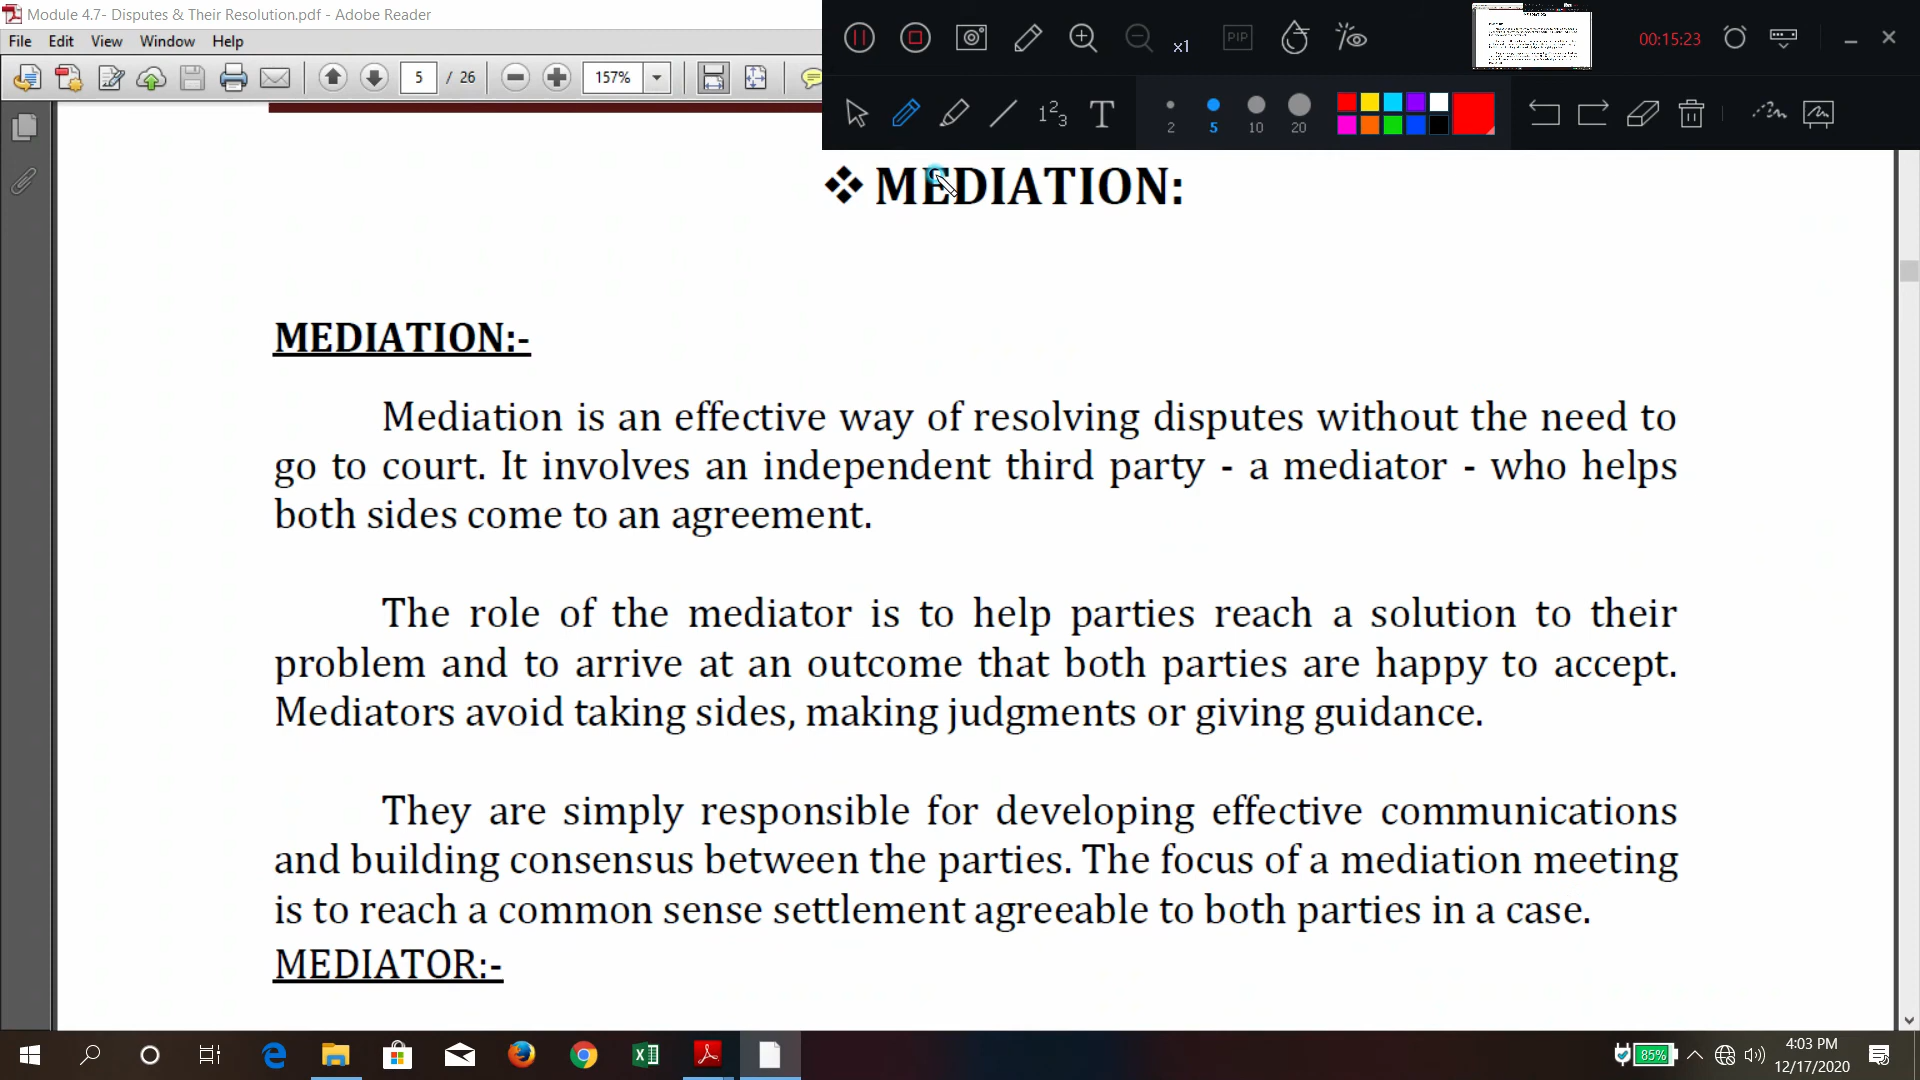 Module 4.7- Disputes & Their Resolution.pdf - Adobe Reader
File Edit View Window Help
5 / 26 157%
x1 PIP 00:15:23
1 2 3 T 2 5 10 20
❖ MEDIATION:
MEDIATION:-
Mediation is an effective way of resolving disputes without the need to
go to court. It involves an independent third party - a mediator - who helps
both sides come to an agreement.
The role of the mediator is to help parties reach a solution to their
problem and to arrive at an outcome that both parties are happy to accept.
Mediators avoid taking sides, making judgments or giving guidance.
They are simply responsible for developing effective communications
and building consensus between the parties. The focus of a mediation meeting
is to reach a common sense settlement agreeable to both parties in a case.
MEDIATOR:-
85%
4:03 PM
12/17/2020